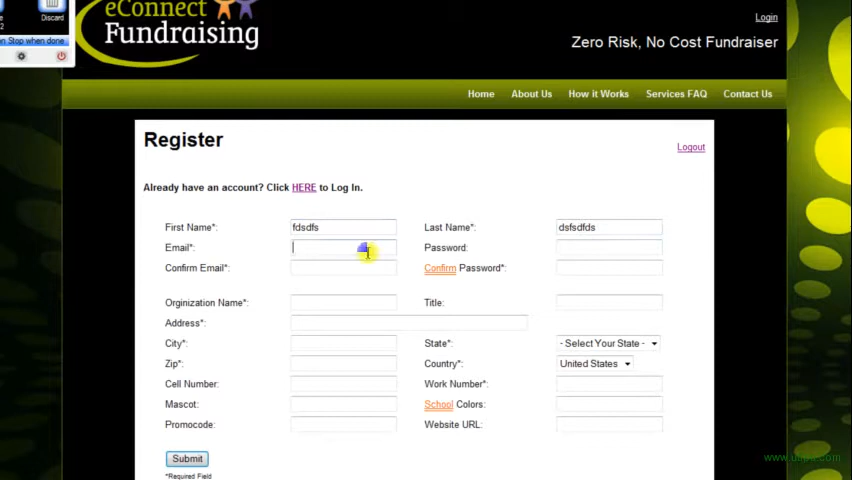 Discard
on Stop when done
eConnect
Fundraising
Login
Zero Risk, No Cost Fundraiser
Home About Us How it Works Services FAQ Contact Us
Register
Logout
Already have an account? Click HERE to Log In.
First Name*: fdsdfs Last Name*: dsfsdfds
Email*: Password:
Confirm Email*: Confirm Password*:
Orginization Name*: Title:
Address*:
City*: State*: - Select Your State -
Zip*: Country*: United States
Cell Number: Work Number*:
Mascot: School Colors:
Promocode: Website URL:
Submit
*Required Field